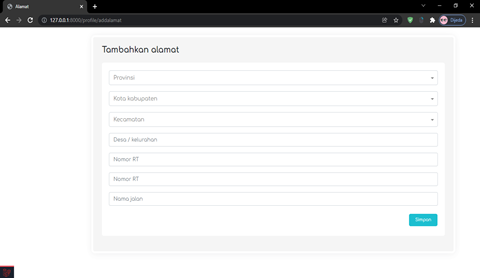 Alamat
127.0.0.1:8000/profile/addalamat
Dijeda
Tambahkan alamat
Provinsi
Kota kabupaten
Kecamatan
Desa / kelurahan
Nomor RT
Nomor RT
Nama jalan
Simpan